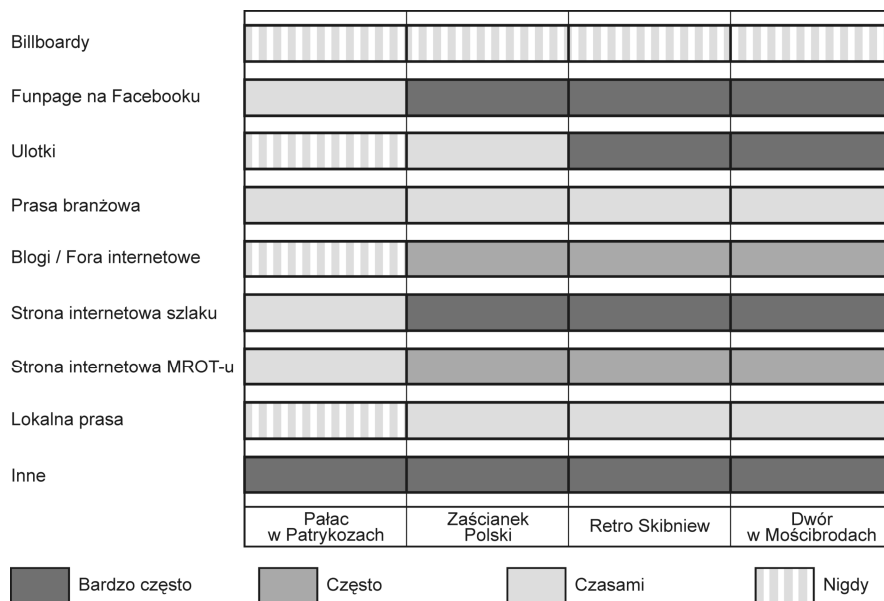 Billboardy
Funpage na Facebooku
Ulotki
Prasa branżowa
Blogi / Fora internetowe
Strona internetowa szlaku
Strona internetowa MROT-u
Lokalna prasa
Inne
Pałac
w Patrykozach
Zaścianek
Polski
Retro Skibniew
Dwór
w Mościbrodach
Bardzo często
Często
Czasami
Nigdy